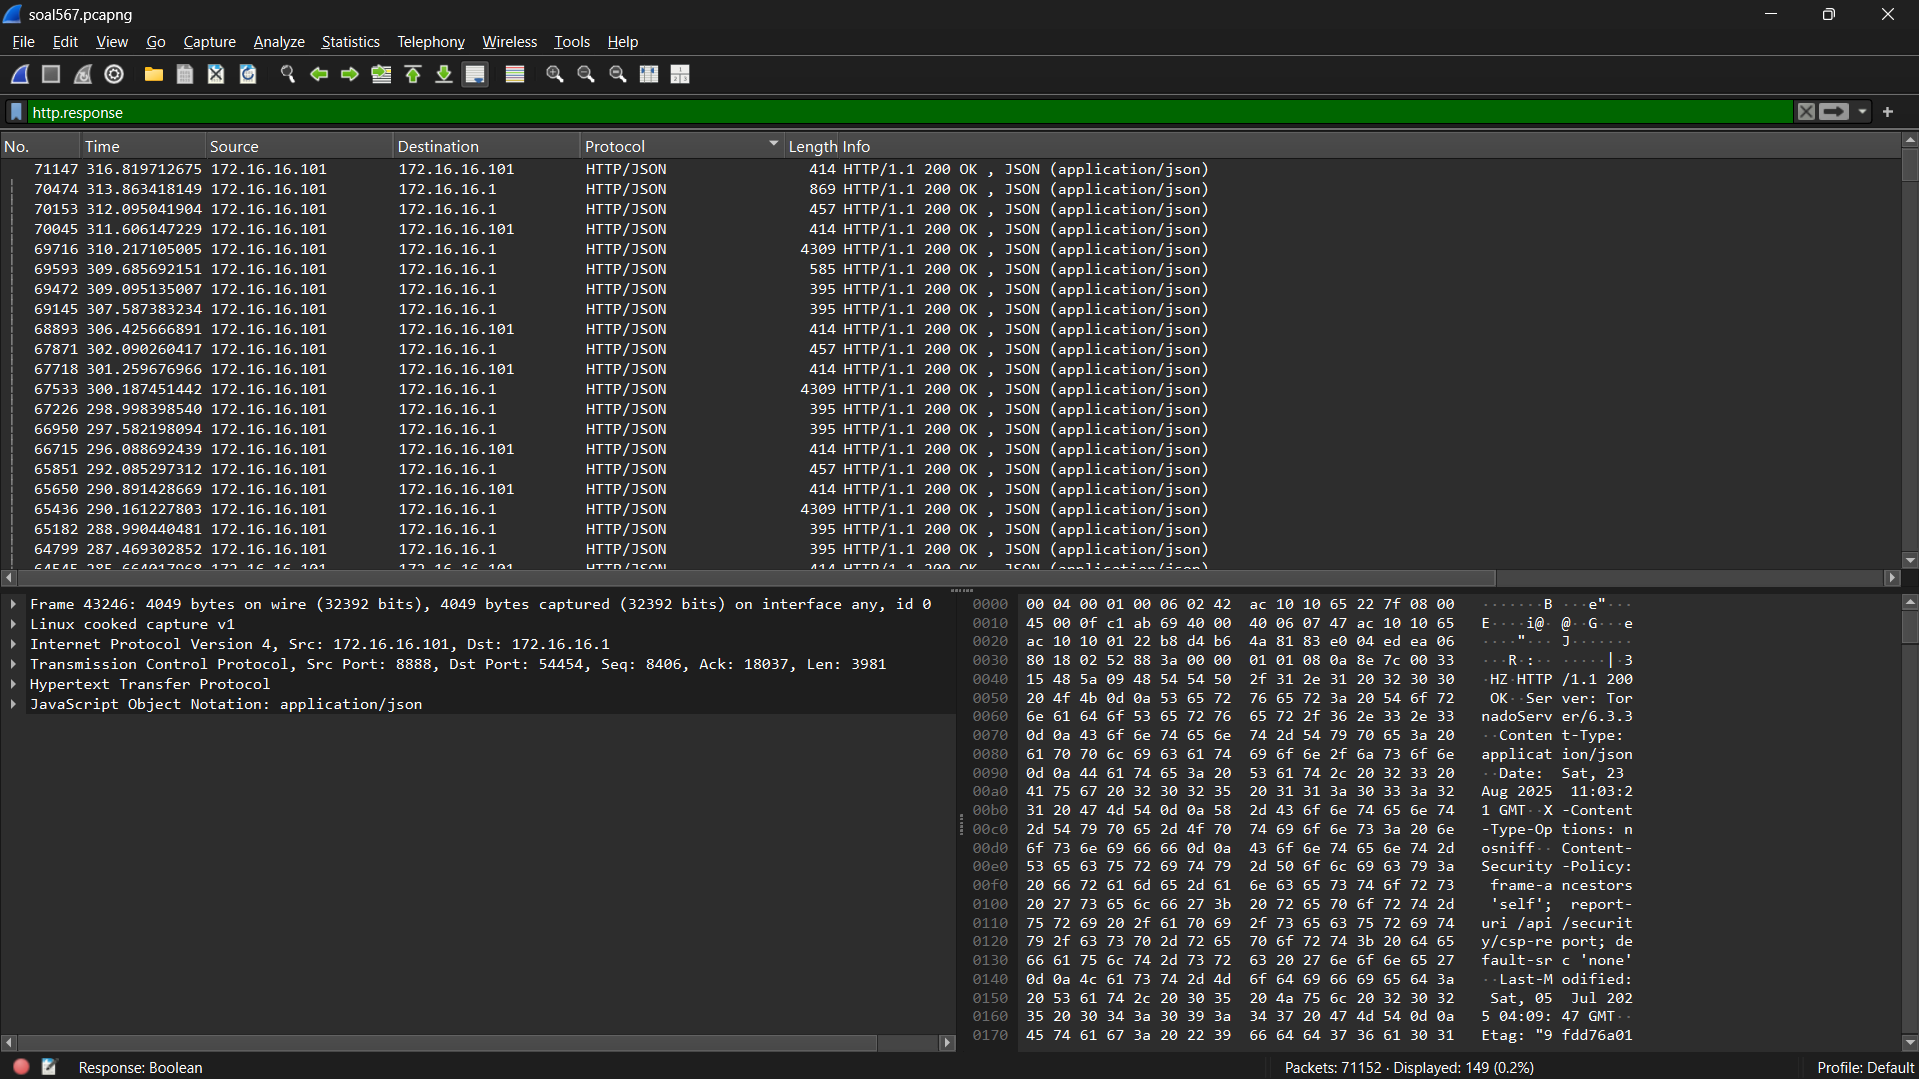 soal567.pcapng
File Edit View Go Capture Analyze Statistics Telephony Wireless Tools Help
http.response
No. Time Source Destination Protocol Length Info
71147 316.819712675 172.16.16.101 172.16.16.101 HTTP/JSON 414 HTTP/1.1 200 OK , JSON (application/json)
70474 313.863418149 172.16.16.101 172.16.16.1 HTTP/JSON 869 HTTP/1.1 200 OK , JSON (application/json)
70153 312.095041904 172.16.16.101 172.16.16.1 HTTP/JSON 457 HTTP/1.1 200 OK , JSON (application/json)
70045 311.606147229 172.16.16.101 172.16.16.101 HTTP/JSON 414 HTTP/1.1 200 OK , JSON (application/json)
69716 310.217105005 172.16.16.101 172.16.16.1 HTTP/JSON 4309 HTTP/1.1 200 OK , JSON (application/json)
69593 309.685692151 172.16.16.101 172.16.16.1 HTTP/JSON 585 HTTP/1.1 200 OK , JSON (application/json)
69472 309.095135007 172.16.16.101 172.16.16.1 HTTP/JSON 395 HTTP/1.1 200 OK , JSON (application/json)
69145 307.587383234 172.16.16.101 172.16.16.1 HTTP/JSON 395 HTTP/1.1 200 OK , JSON (application/json)
68893 306.425666891 172.16.16.101 172.16.16.101 HTTP/JSON 414 HTTP/1.1 200 OK , JSON (application/json)
67871 302.090260417 172.16.16.101 172.16.16.1 HTTP/JSON 457 HTTP/1.1 200 OK , JSON (application/json)
67718 301.259676966 172.16.16.101 172.16.16.101 HTTP/JSON 414 HTTP/1.1 200 OK , JSON (application/json)
67533 300.187451442 172.16.16.101 172.16.16.1 HTTP/JSON 4309 HTTP/1.1 200 OK , JSON (application/json)
67226 298.998398540 172.16.16.101 172.16.16.1 HTTP/JSON 395 HTTP/1.1 200 OK , JSON (application/json)
66950 297.582198094 172.16.16.101 172.16.16.1 HTTP/JSON 395 HTTP/1.1 200 OK , JSON (application/json)
66715 296.088692439 172.16.16.101 172.16.16.101 HTTP/JSON 414 HTTP/1.1 200 OK , JSON (application/json)
65851 292.085297312 172.16.16.101 172.16.16.1 HTTP/JSON 457 HTTP/1.1 200 OK , JSON (application/json)
65650 290.891428669 172.16.16.101 172.16.16.101 HTTP/JSON 414 HTTP/1.1 200 OK , JSON (application/json)
65436 290.161227803 172.16.16.101 172.16.16.1 HTTP/JSON 4309 HTTP/1.1 200 OK , JSON (application/json)
65182 288.990440481 172.16.16.101 172.16.16.1 HTTP/JSON 395 HTTP/1.1 200 OK , JSON (application/json)
64799 287.469302852 172.16.16.101 172.16.16.1 HTTP/JSON 395 HTTP/1.1 200 OK , JSON (application/json)
Frame 43246: 4049 bytes on wire (32392 bits), 4049 bytes captured (32392 bits) on interface any, id 0
Linux cooked capture v1
Internet Protocol Version 4, Src: 172.16.16.101, Dst: 172.16.16.1
Transmission Control Protocol, Src Port: 8888, Dst Port: 54454, Seq: 8406, Ack: 18037, Len: 3981
Hypertext Transfer Protocol
JavaScript Object Notation: application/json
0000 00 04 00 01 00 06 02 42 ac 10 10 65 22 7f 08 00 ·······B ···e"···
0010 45 00 0f c1 ab 69 40 00 40 06 07 47 ac 10 10 65 E····i@· @··G···e
0020 ac 10 10 01 22 b8 d4 b6 4a 81 83 e0 04 ed ea 06 ····"··· J·······
0030 80 18 02 52 88 3a 00 00 01 01 08 0a 8e 7c 00 33 ···R·:·· ·····|·3
0040 15 48 5a 09 48 54 54 50 2f 31 2e 31 20 32 30 30 ·HZ·HTTP /1.1 200
0050 20 4f 4b 0d 0a 53 65 72 76 65 72 3a 20 54 6f 72 OK··Ser ver: Tor
0060 6e 61 64 6f 53 65 72 76 65 72 2f 36 2e 33 2e 33 nadoServ er/6.3.3
0070 0d 0a 43 6f 6e 74 65 6e 74 2d 54 79 70 65 3a 20 ··Conten t-Type:
0080 61 70 70 6c 69 63 61 74 69 6f 6e 2f 6a 73 6f 6e applicat ion/json
0090 0d 0a 44 61 74 65 3a 20 53 61 74 2c 20 32 33 20 ··Date: Sat, 23
00a0 41 75 67 20 32 30 32 35 20 31 31 3a 30 33 3a 32 Aug 2025 11:03:2
00b0 31 20 47 4d 54 0d 0a 58 2d 43 6f 6e 74 65 6e 74 1 GMT··X -Content
00c0 2d 54 79 70 65 2d 4f 70 74 69 6f 6e 73 3a 20 6e -Type-Op tions: n
00d0 6f 73 6e 69 66 66 0d 0a 43 6f 6e 74 65 6e 74 2d osniff·· Content-
00e0 53 65 63 75 72 69 74 79 2d 50 6f 6c 69 63 79 3a Security -Policy:
00f0 20 66 72 61 6d 65 2d 61 6e 63 65 73 74 6f 72 73 frame-a ncestors
0100 20 27 73 65 6c 66 27 3b 20 72 65 70 6f 72 74 2d 'self'; report-
0110 75 72 69 20 2f 61 70 69 2f 73 65 63 75 72 69 74 uri /api /securit
0120 79 2f 63 73 70 2d 72 65 70 6f 72 74 3b 20 64 65 y/csp-re port; de
0130 66 61 75 6c 74 2d 73 72 63 20 27 6e 6f 6e 65 27 fault-sr c 'none'
0140 0d 0a 4c 61 73 74 2d 4d 6f 64 69 66 69 65 64 3a ··Last-M odified:
0150 20 53 61 74 2c 20 30 35 20 4a 75 6c 20 32 30 32 Sat, 05 Jul 202
0160 35 20 30 34 3a 30 39 3a 34 37 20 47 4d 54 0d 0a 5 04:09: 47 GMT··
0170 45 74 61 67 3a 20 22 39 66 64 64 37 36 61 30 31 Etag: "9 fdd76a01
Response: Boolean
Packets: 71152 · Displayed: 149 (0.2%)
Profile: Default